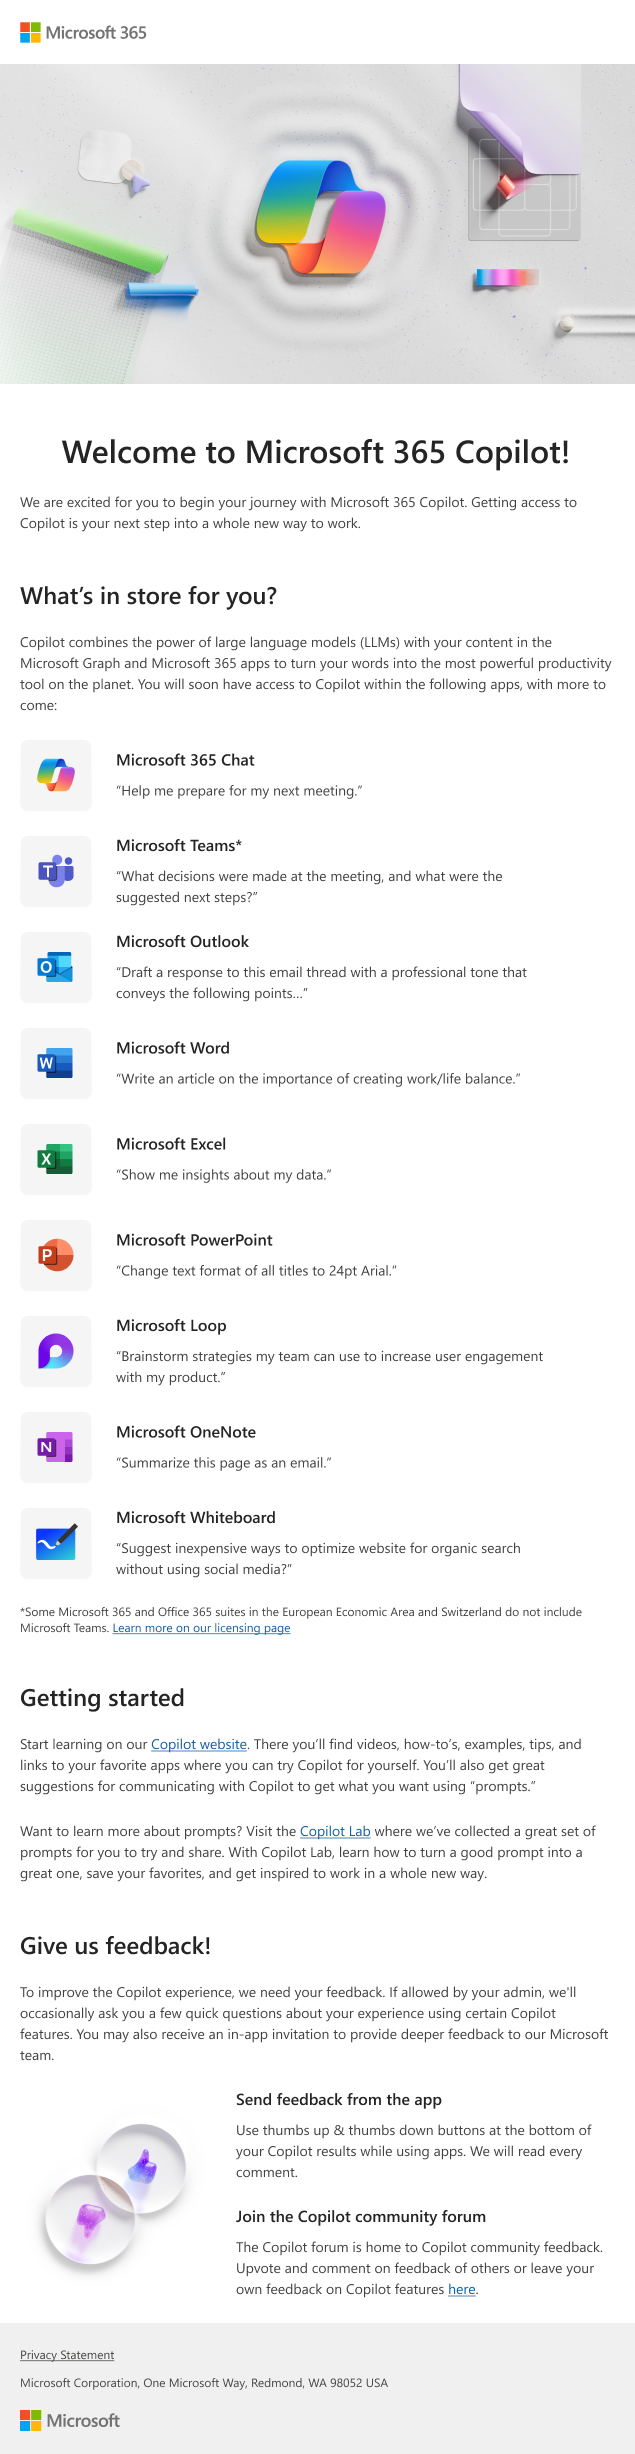 Microsoft 365
Welcome to Microsoft 365 Copilot!
We are excited for you to begin your journey with Microsoft 365 Copilot. Getting access to
Copilot is your next step into a whole new way to work.
What’s in store for you?
Copilot combines the power of large language models (LLMs) with your content in the
Microsoft Graph and Microsoft 365 apps to turn your words into the most powerful productivity
tool on the planet. You will soon have access to Copilot within the following apps, with more to
come:
Microsoft 365 Chat
“Help me prepare for my next meeting.”
T
Microsoft Teams*
“What decisions were made at the meeting, and what were the
suggested next steps?”
O
Microsoft Outlook
“Draft a response to this email thread with a professional tone that
conveys the following points...”
W
Microsoft Word
“Write an article on the importance of creating work/life balance.”
X
Microsoft Excel
“Show me insights about my data.”
P
Microsoft PowerPoint
“Change text format of all titles to 24pt Arial.”
Microsoft Loop
“Brainstorm strategies my team can use to increase user engagement
with my product.”
N
Microsoft OneNote
“Summarize this page as an email.”
Microsoft Whiteboard
“Suggest inexpensive ways to optimize website for organic search
without using social media?”
*Some Microsoft 365 and Office 365 suites in the European Economic Area and Switzerland do not include
Microsoft Teams. Learn more on our licensing page
Getting started
Start learning on our Copilot website. There you’ll find videos, how-to’s, examples, tips, and
links to your favorite apps where you can try Copilot for yourself. You’ll also get great
suggestions for communicating with Copilot to get what you want using “prompts.”
Want to learn more about prompts? Visit the Copilot Lab where we’ve collected a great set of
prompts for you to try and share. With Copilot Lab, learn how to turn a good prompt into a
great one, save your favorites, and get inspired to work in a whole new way.
Give us feedback!
To improve the Copilot experience, we need your feedback. If allowed by your admin, we'll
occasionally ask you a few quick questions about your experience using certain Copilot
features. You may also receive an in-app invitation to provide deeper feedback to our Microsoft
team.
Send feedback from the app
Use thumbs up & thumbs down buttons at the bottom of
your Copilot results while using apps. We will read every
comment.
Join the Copilot community forum
The Copilot forum is home to Copilot community feedback.
Upvote and comment on feedback of others or leave your
own feedback on Copilot features here.
Privacy Statement
Microsoft Corporation, One Microsoft Way, Redmond, WA 98052 USA
Microsoft